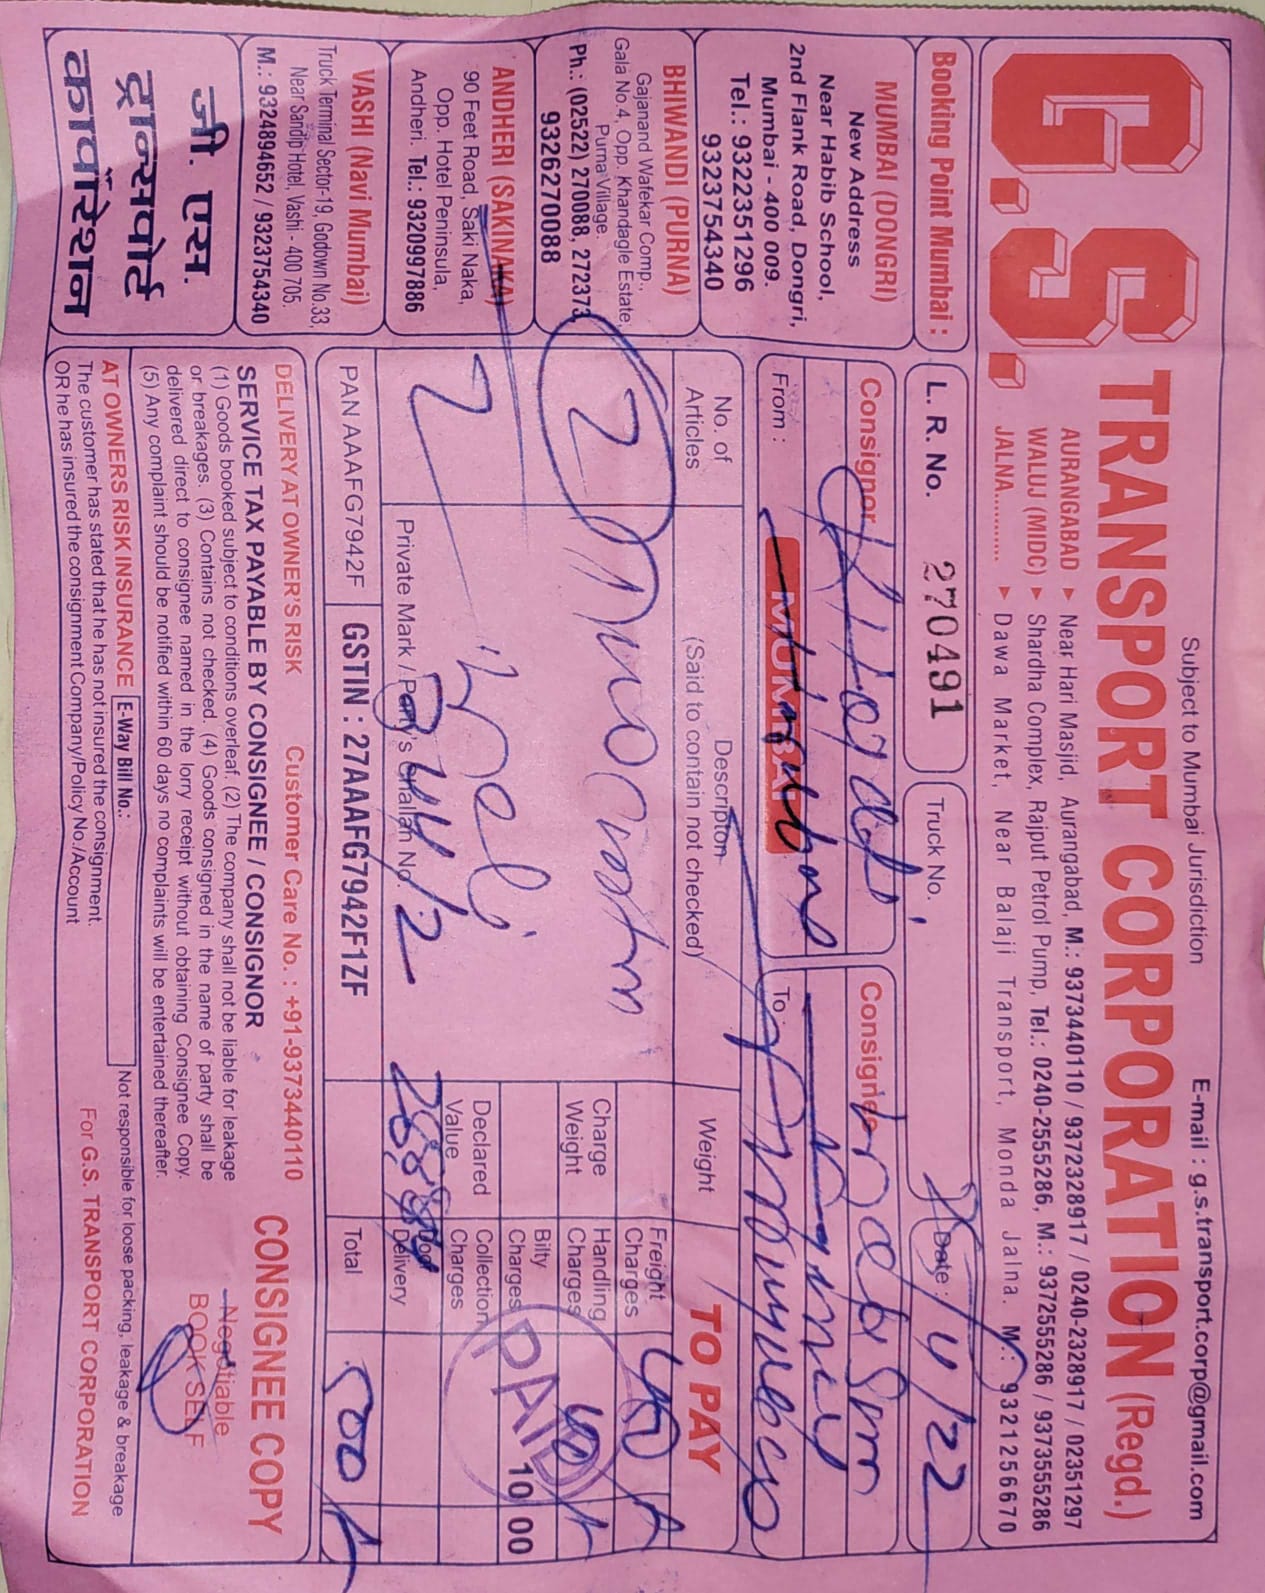 Subject to Mumbai Jurisdiction
E-mail : g.s.transport.corp@gmail.com
G.S. TRANSPORT CORPORATION (Regd.)
AURANGABAD ► Near Hari Masjid, Aurangabad, M.: 9373440110 / 9372328917 / 0240-2328917 / 02351297
WALUJ (MIDC) ► Shardha Complex, Rajput Petrol Pump, Tel.: 0240-2555286, M.: 9372555286 / 9373555286
JALNA........... ► Dawa Market, Near Balaji Transport, Monda Jalna. M.: 9321256670
Booking Point Mumbai :
L. R. No. 270491
Truck No.
Date : /4/22
MUMBAI (DONGRI)
New Address
Near Habib School,
2nd Flank Road, Dongri,
Mumbai - 400 009.
Tel.: 9322351296
9323754340
BHIWANDI (PURNA)
Gajanand Wafekar Comp.,
Gala No.4, Opp. Khandagle Estate,
Purna Village.
Ph.: (02522) 270088, 272373
9326270088
ANDHERI (SAKINAKA)
90 Feet Road, Saki Naka,
Opp. Hotel Peninsula,
Andheri. Tel.: 9320997886
VASHI (Navi Mumbai)
Truck Terminal Sector-19, Godown No.33,
Near Sandip Hotel, Vashi - 400 705.
M.: 9324894652 / 9323754340
जी. एस.
ट्रान्सपोर्ट
कार्पोरेशन
Consignor
From : MUMBAI
Consignee
To :
No. of
Articles
Description
(Said to contain not checked)
Weight
TO PAY
2
Private Mark / Party's Challan No.
Charge
Weight
Declared
Value
Freight
Charges
Handling
Charges
Bilty
Charges 10 00
Collection
Charges
Door
Delivery
Total 500
PAID
PAN AAAFG7942F
GSTIN : 27AAAFG7942F1ZF
DELIVERY AT OWNER'S RISK
Customer Care No. : +91-9373440110
SERVICE TAX PAYABLE BY CONSIGNEE / CONSIGNOR
(1) Goods booked subject to conditions overleaf. (2) The company shall not be liable for leakage
or breakages. (3) Contains not checked. (4) Goods consigned in the name of party shall be
delivered direct to consignee named in the lorry receipt without obtaining Consignee Copy.
(5) Any complaint should be notified within 60 days no complaints will be entertained thereafter.
CONSIGNEE COPY
Negotiable
BOOK SELF
AT OWNERS RISK INSURANCE
E-Way Bill No.:
The customer has stated that he has not insured the consignment.
OR he has insured the consignment Company/Policy No./Account
Not responsible for loose packing, leakage & breakage
For G.S. TRANSPORT CORPORATION